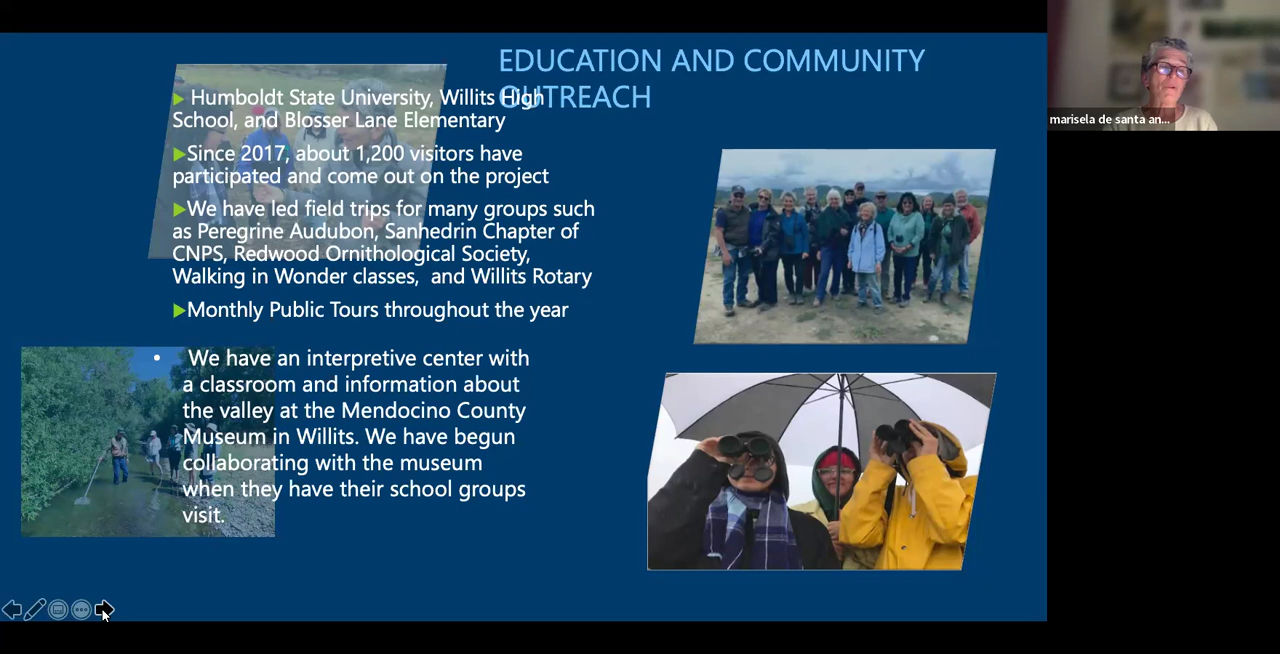 EDUCATION AND COMMUNITY
OUTREACH
Humboldt State University, Willits High
School, and Blosser Lane Elementary
Since 2017, about 1,200 visitors have
participated and come out on the project
We have led field trips for many groups such
as Peregrine Audubon, Sanhedrin Chapter of
CNPS, Redwood Ornithological Society,
Walking in Wonder classes, and Willits Rotary
Monthly Public Tours throughout the year
• We have an interpretive center with
a classroom and information about
the valley at the Mendocino County
Museum in Willits. We have begun
collaborating with the museum
when they have their school groups
visit.
marisela de santa an...